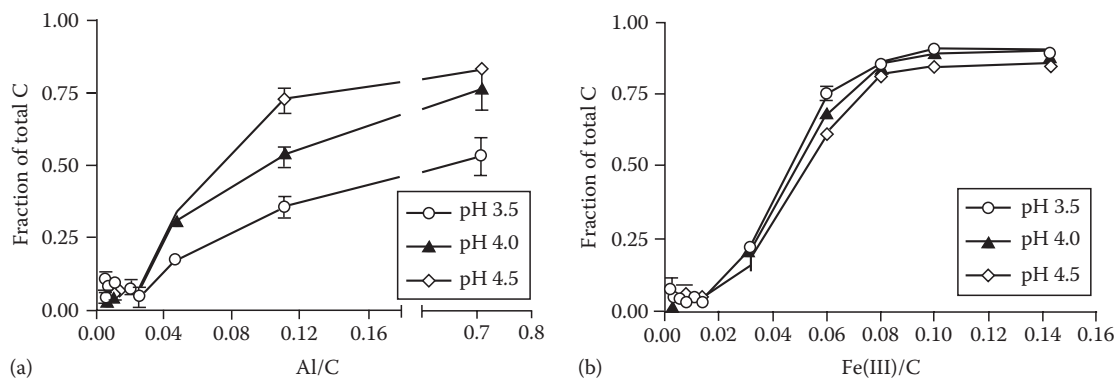 1.00
0.75
0.50
0.25
0.00
Fraction of total C
0.00 0.04 0.08 0.12 0.16 0.7 0.8
Al/C
pH 3.5
pH 4.0
pH 4.5
(a)
1.00
0.75
0.50
0.25
0.00
Fraction of total C
0.00 0.02 0.04 0.06 0.08 0.10 0.12 0.14 0.16
Fe(III)/C
pH 3.5
pH 4.0
pH 4.5
(b)